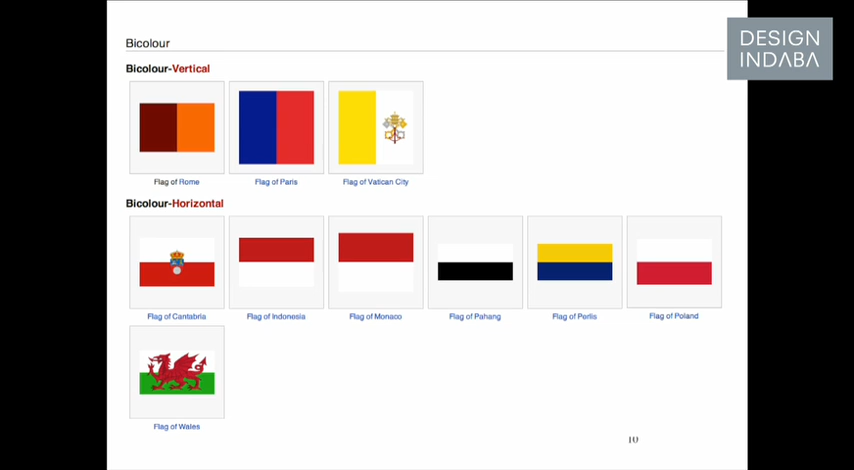 Bicolour
DESIGN
INDABA
Bicolour-Vertical
Flag of Rome
Flag of Paris
Flag of Vatican City
Bicolour-Horizontal
Flag of Cantabria
Flag of Indonesia
Flag of Monaco
Flag of Pahang
Flag of Perlis
Flag of Poland
Flag of Wales
10